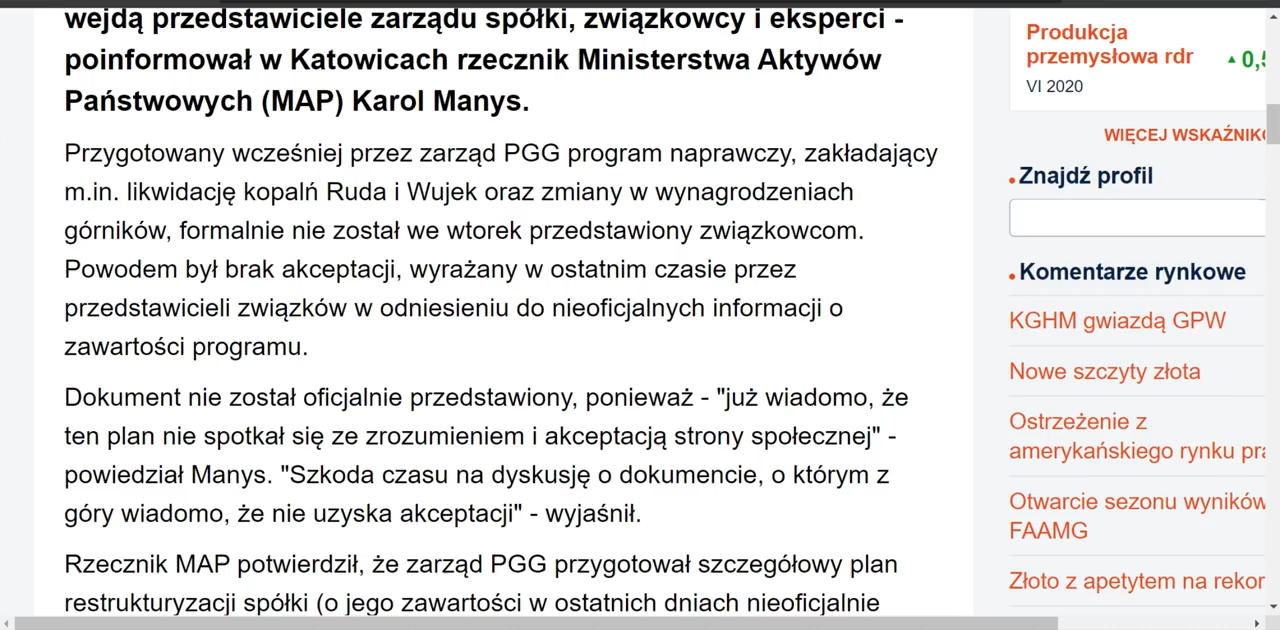 wejdą przedstawiciele zarządu spółki, związkowcy i eksperci -
poinformował w Katowicach rzecznik Ministerstwa Aktywów
Państwowych (MAP) Karol Manys.
Przygotowany wcześniej przez zarząd PGG program naprawczy, zakładający
m.in. likwidację kopalń Ruda i Wujek oraz zmiany w wynagrodzeniach
górników, formalnie nie został we wtorek przedstawiony związkowcom.
Powodem był brak akceptacji, wyrażany w ostatnim czasie przez
przedstawicieli związków w odniesieniu do nieoficjalnych informacji o
zawartości programu.
Dokument nie został oficjalnie przedstawiony, ponieważ - "już wiadomo, że
ten plan nie spotkał się ze zrozumieniem i akceptacją strony społecznej" -
powiedział Manys. "Szkoda czasu na dyskusję o dokumencie, o którym z
góry wiadomo, że nie uzyska akceptacji" - wyjaśnił.
Rzecznik MAP potwierdził, że zarząd PGG przygotował szczegółowy plan
restrukturyzacji spółki (o jego zawartości w ostatnich dniach nieoficjalnie
Produkcja
przemysłowa rdr
0,5
VI 2020
WIĘCEJ
Znajdź profil
Komentarze rynkowe
KGHM gwiazdą GPW
Nowe szczyty złota
Ostrzeżenie z
amerykańskiego rynku
Otwarcie sezonu wyników
FAAMG
Złoto z apetytem na